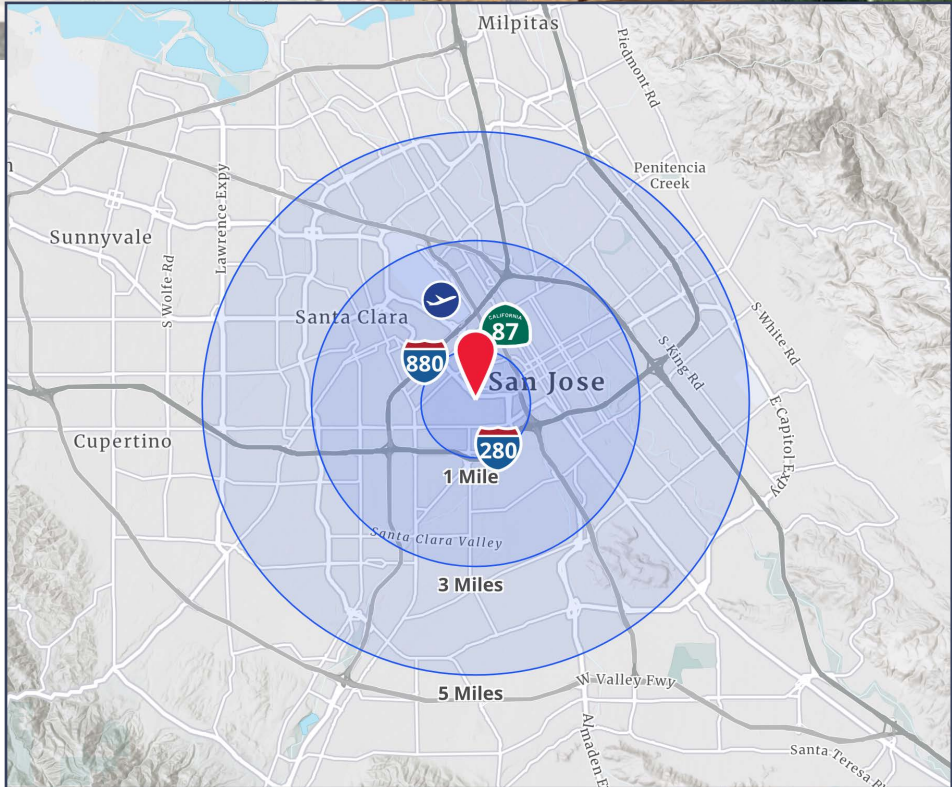 Milpitas
Piedmont Rd
Penitencia
Creek
Lawrence Expy
Sunnyvale
S Wolfe Rd
Santa Clara
CALIFORNIA
87
S White Rd
880
S King Rd
San Jose
E Capitol Expy
Cupertino
280
1 Mile
Santa Clara Valley
3 Miles
W Valley Fwy
5 Miles
Almaden E
Santa Teresa